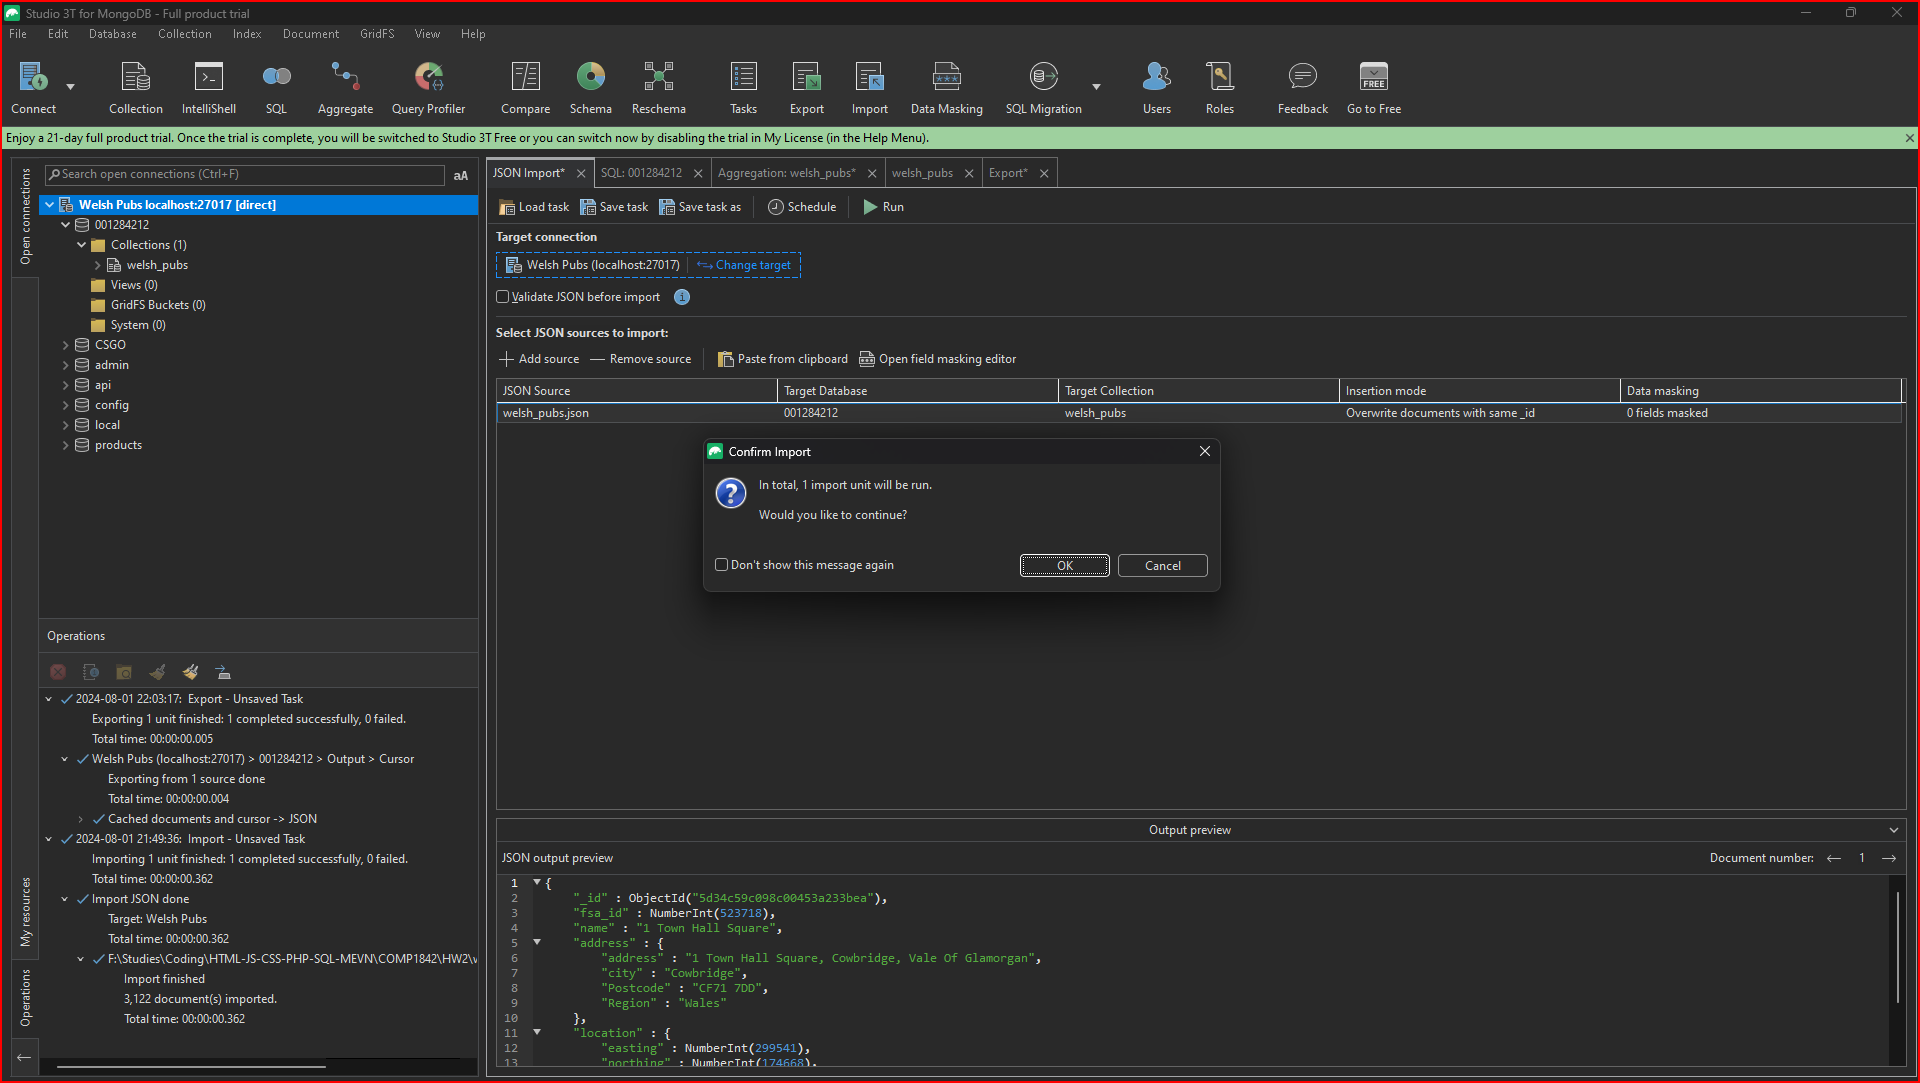 Studio 3T for MongoDB - Full product trial
File Edit Database Collection Index Document GridFS View Help
Connect Collection IntelliShell SQL Aggregate Query Profiler Compare Schema Reschema Tasks Export Import Data Masking SQL Migration Users Roles Feedback Go to Free
FREE
Enjoy a 21-day full product trial. Once the trial is complete, you will be switched to Studio 3T Free or you can switch now by disabling the trial in My License (in the Help Menu).
Open connections
My resources
Operations
Search open connections (Ctrl+F) aA
Welsh Pubs localhost:27017 [direct]
001284212
Collections (1)
welsh_pubs
Views (0)
GridFS Buckets (0)
System (0)
CSGO
admin
api
config
local
products
Operations
2024-08-01 22:03:17: Export - Unsaved Task
Exporting 1 unit finished: 1 completed successfully, 0 failed.
Total time: 00:00:00.005
Welsh Pubs (localhost:27017) > 001284212 > Output > Cursor
Exporting from 1 source done
Total time: 00:00:00.004
Cached documents and cursor -> JSON
2024-08-01 21:49:36: Import - Unsaved Task
Importing 1 unit finished: 1 completed successfully, 0 failed.
Total time: 00:00:00.362
Import JSON done
Target: Welsh Pubs
Total time: 00:00:00.362
F:\Studies\Coding\HTML-JS-CSS-PHP-SQL-MEVN\COMP1842\HW2\w
Import finished
3,122 document(s) imported.
Total time: 00:00:00.362
JSON Import* SQL: 001284212 Aggregation: welsh_pubs* welsh_pubs Export*
Load task Save task Save task as Schedule Run
Target connection
Welsh Pubs (localhost:27017) Change target
Validate JSON before import
Select JSON sources to import:
Add source Remove source Paste from clipboard Open field masking editor
JSON Source Target Database Target Collection Insertion mode Data masking
welsh_pubs.json 001284212 welsh_pubs Overwrite documents with same _id 0 fields masked
Confirm Import
In total, 1 import unit will be run.
Would you like to continue?
Don't show this message again OK Cancel
Output preview
JSON output preview Document number: 1
1 {
2 "_id" : ObjectId("5d34c59c098c00453a233bea"),
3 "fsa_id" : NumberInt(523718),
4 "name" : "1 Town Hall Square",
5 "address" : {
6 "address" : "1 Town Hall Square, Cowbridge, Vale Of Glamorgan",
7 "city" : "Cowbridge",
8 "Postcode" : "CF71 7DD",
9 "Region" : "Wales"
10 },
11 "location" : {
12 "easting" : NumberInt(299541),
13 "northing" : NumberInt(174668),